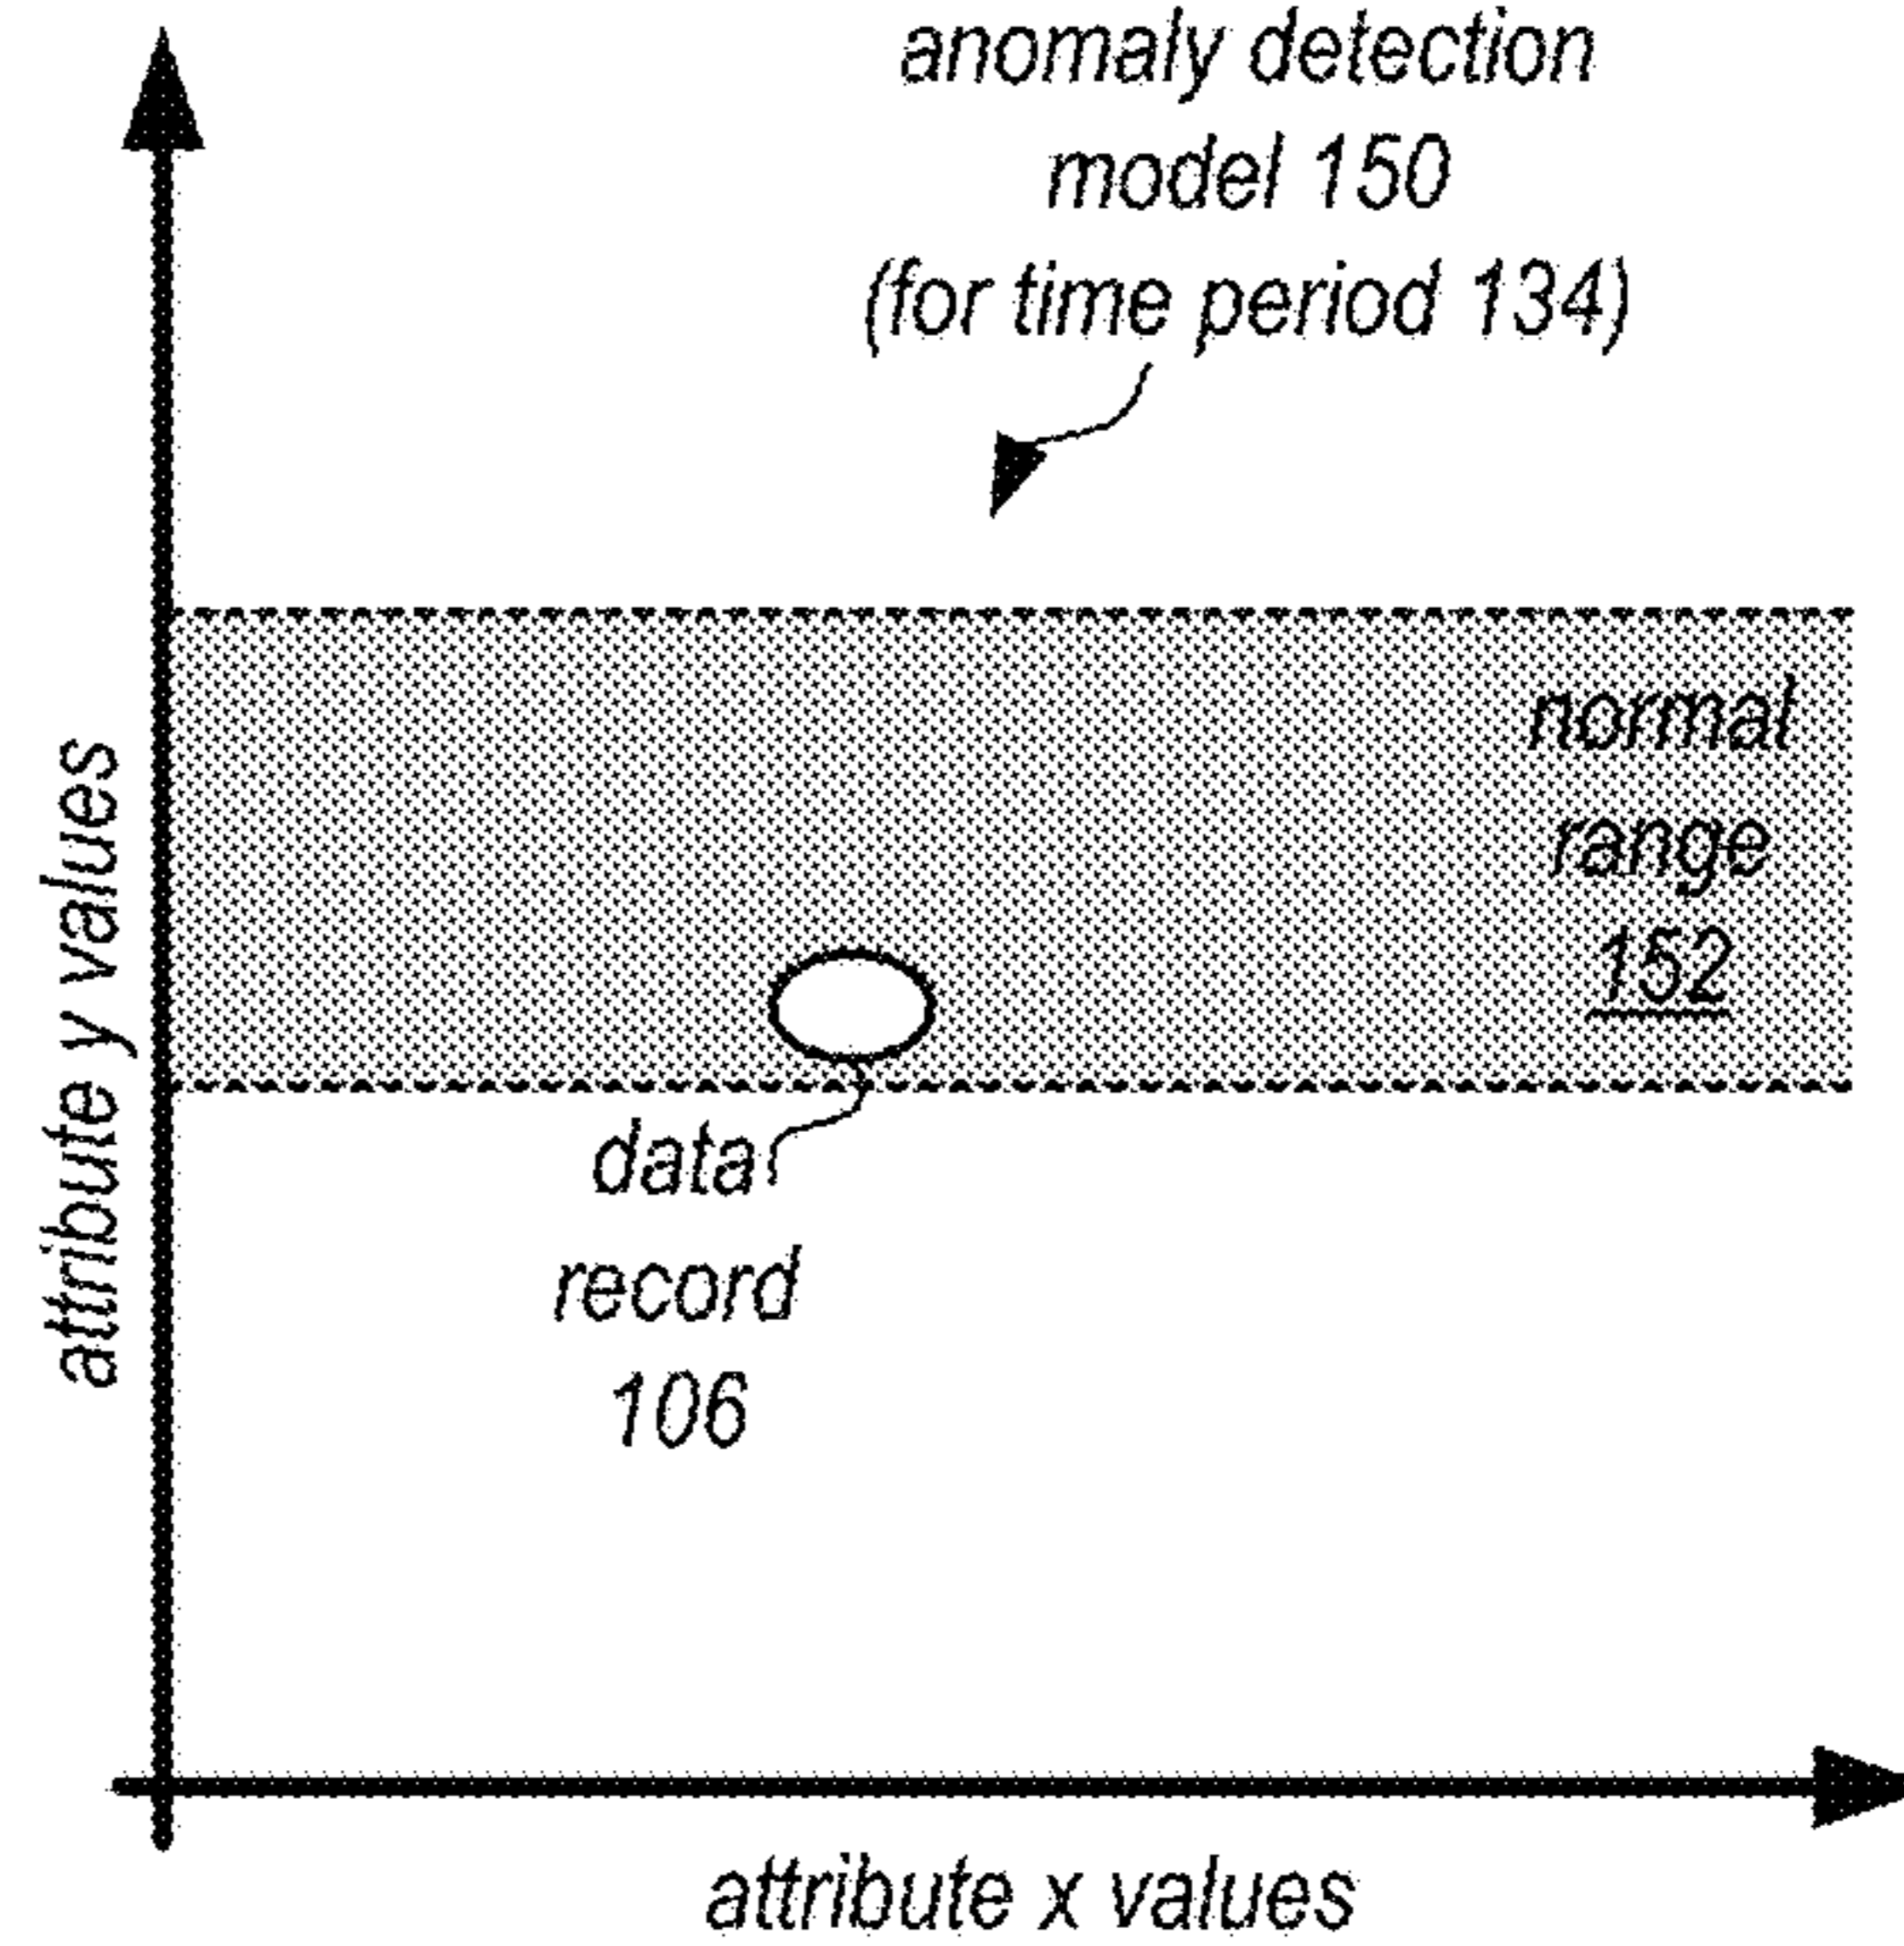 anomaly detection
model 150
(for time period 134)
normal
range
152
data
record
106
attribute y values
attribute x values